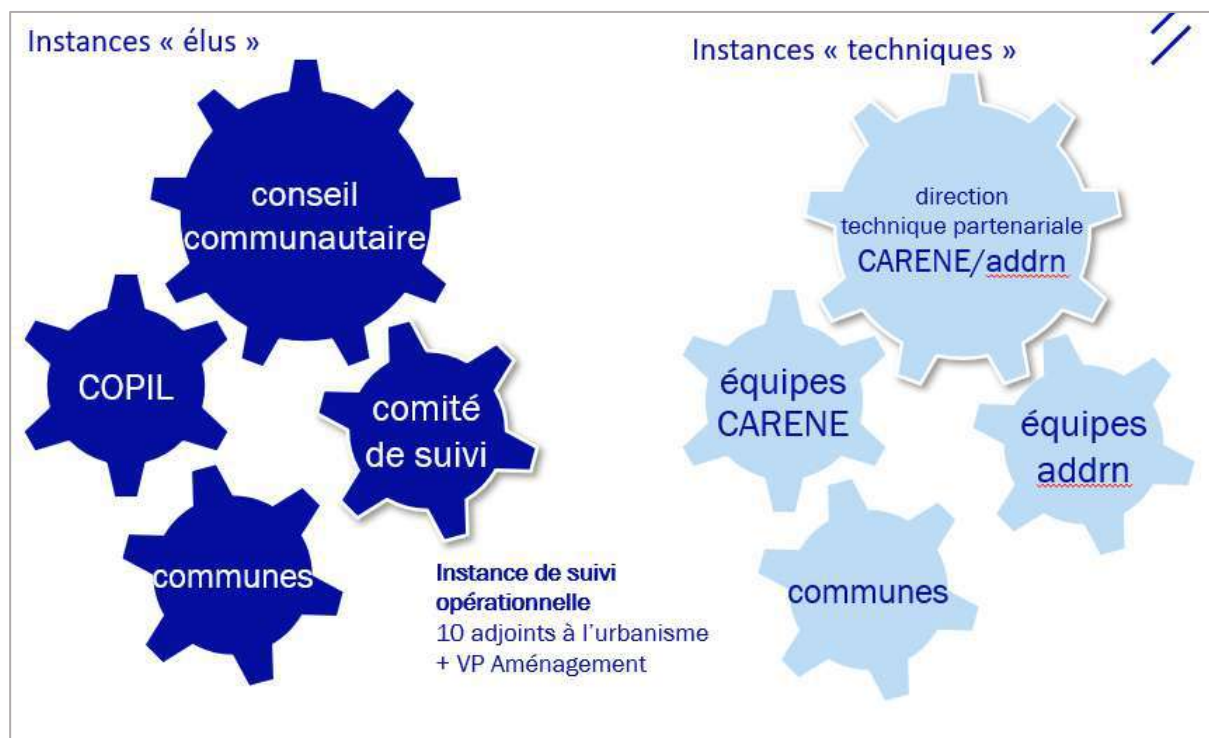 Instances « élus »
conseil
communautaire
COPIL
comité
de suivi
communes
Instance de suivi
opérationnelle
10 adjoints à l'urbanisme
+ VP Aménagement
Instances « techniques »
direction
technique partenariale
CARENE/addrn
équipes
CARENE
équipes
addrn
communes